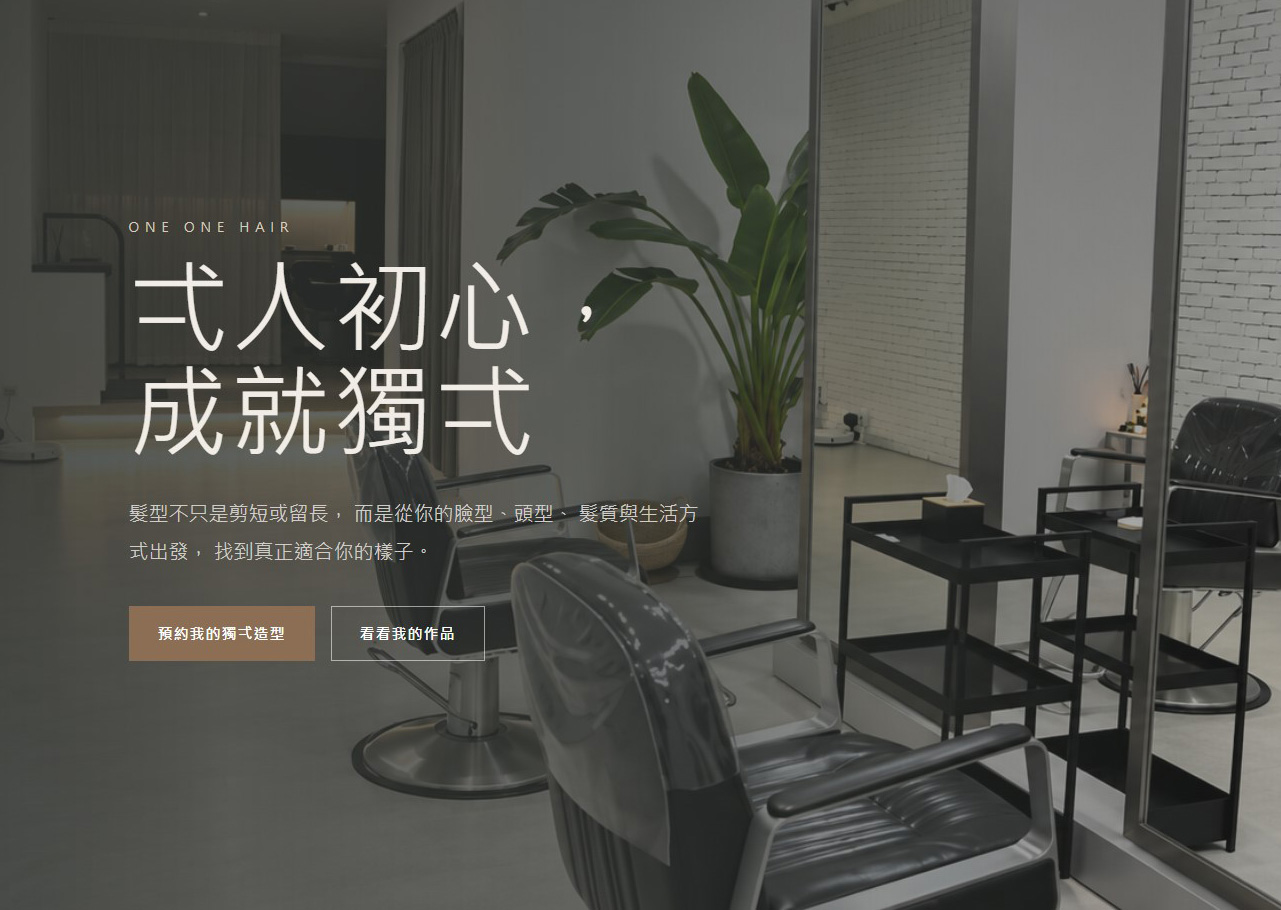 ONE ONE HAIR
弌人初心，
成就獨弌
髮型不只是剪短或留長， 而是從你的臉型、頭型、 髮質與生活方
式出發， 找到真正適合你的樣子。
預約我的獨弌造型
看看我的作品